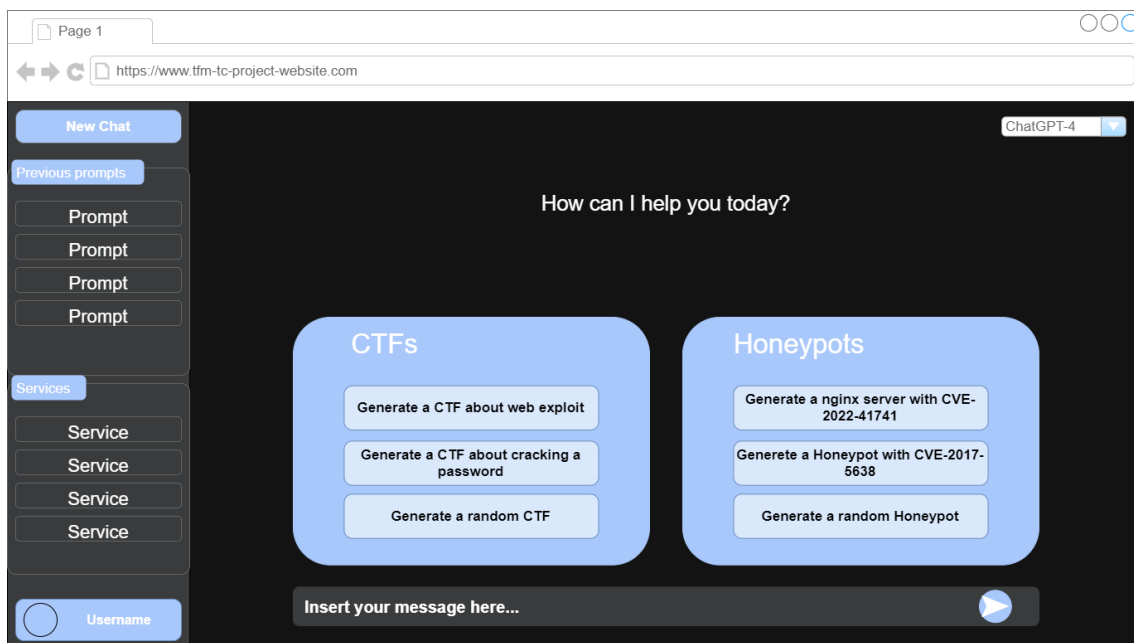 Page 1
https://www.tfm-tc-project-website.com
New Chat
ChatGPT-4
Previous prompts
Prompt
Prompt
Prompt
Prompt
Services
Service
Service
Service
Service
Username
How can I help you today?
CTFs
Generate a CTF about web exploit
Generate a CTF about cracking a
password
Generate a random CTF
Honeypots
Generate a nginx server with CVE-
2022-41741
Generete a Honeypot with CVE-2017-
5638
Generate a random Honeypot
Insert your message here...